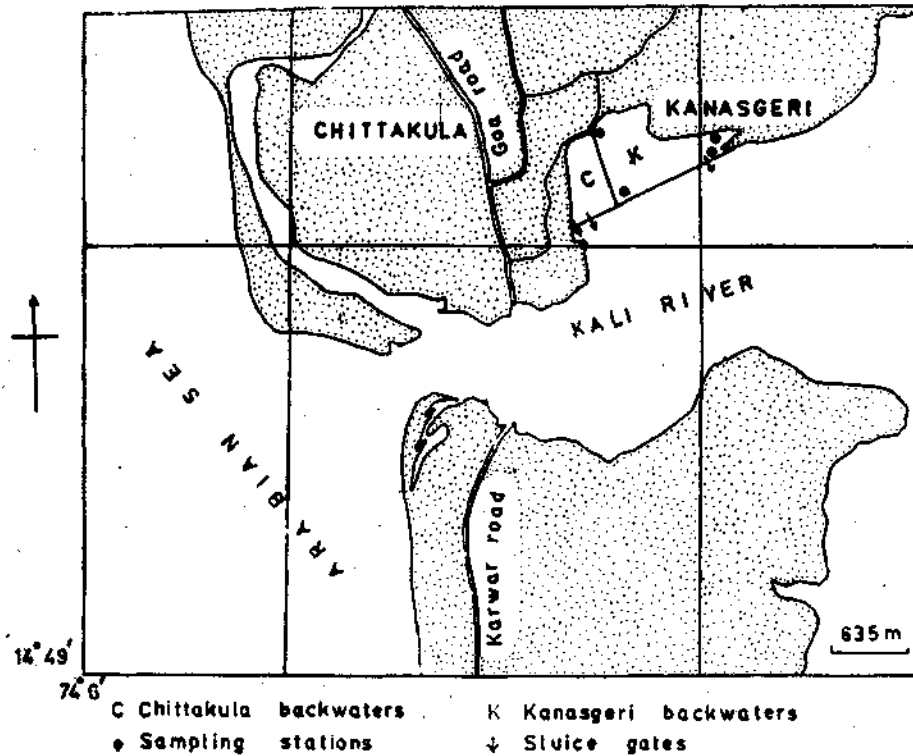 Goa road
CHITTAKULA
KANASGERI
C
K
KALI RIVER
ARABIAN SEA
Karwar road
635 m
14° 49'
74° 6'
C Chittakula backwaters
K Kanasgeri backwaters
Sampling stations
Sluice gates